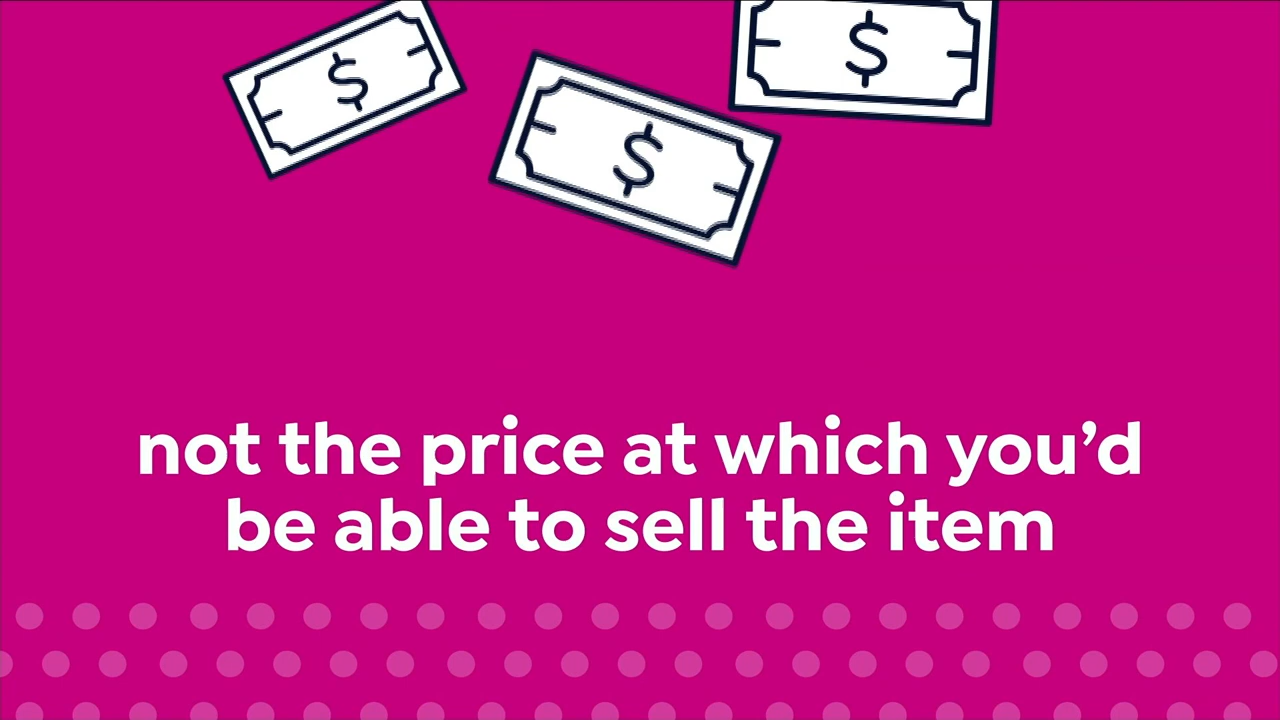 $
$
$
not the price at which you’d
be able to sell the item